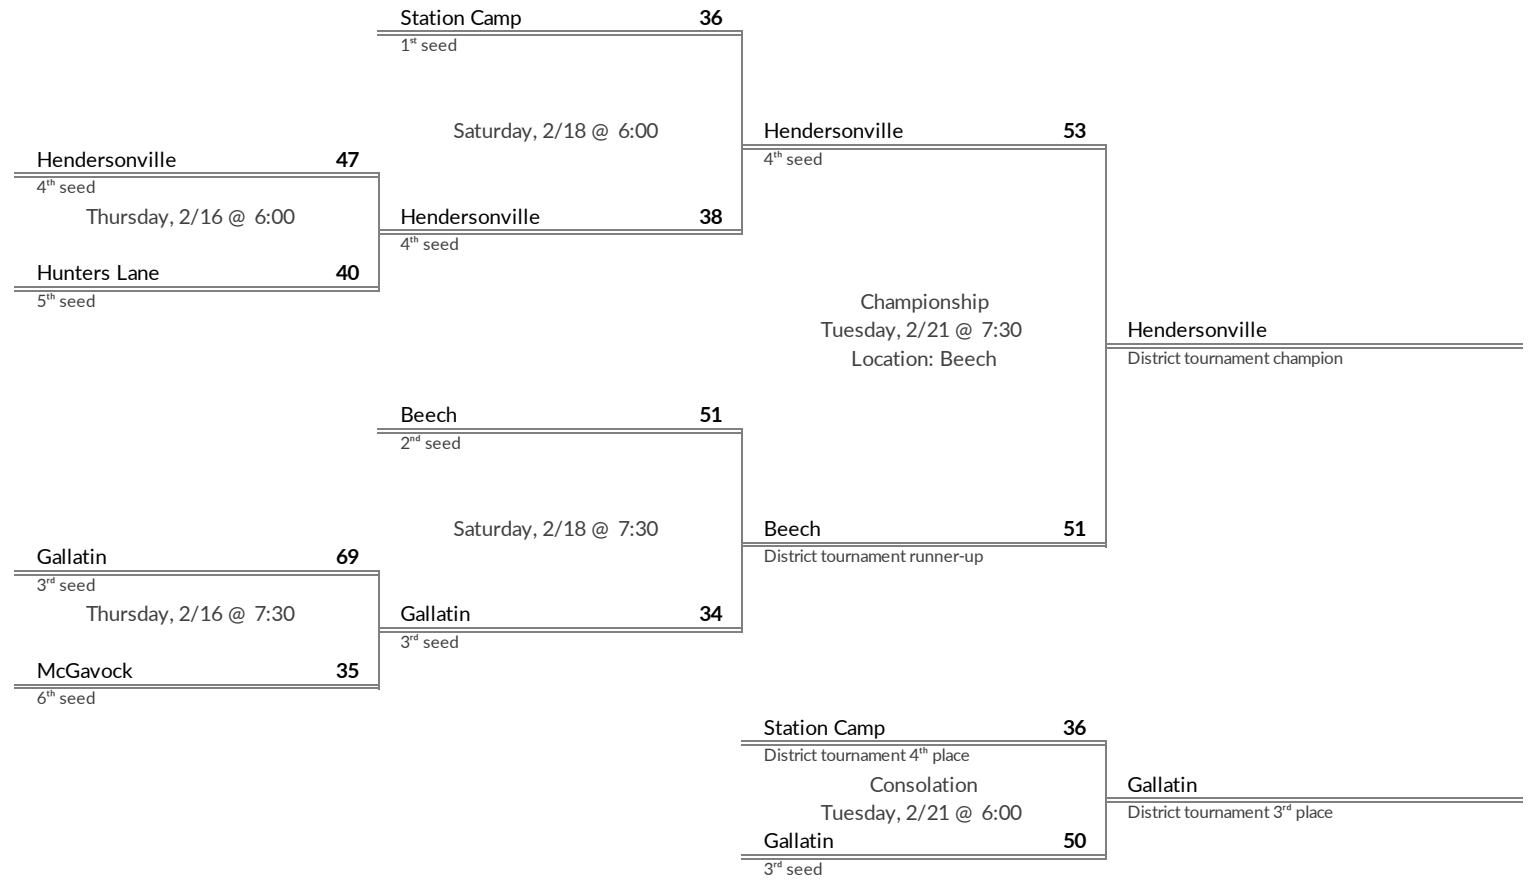 Station Camp 36
1st seed
Saturday, 2/18 @ 6:00
Hendersonville 53
4th seed
Hendersonville 47
4th seed
Thursday, 2/16 @ 6:00
Hendersonville 38
4th seed
Hunters Lane 40
5th seed
Championship
Tuesday, 2/21 @ 7:30
Location: Beech
Hendersonville
District tournament champion
Beech 51
2nd seed
Saturday, 2/18 @ 7:30
Beech 51
District tournament runner-up
Gallatin 69
3rd seed
Thursday, 2/16 @ 7:30
Gallatin 34
3rd seed
McGavock 35
6th seed
Station Camp 36
District tournament 4th place
Consolation
Tuesday, 2/21 @ 6:00
Gallatin
District tournament 3rd place
Gallatin 50
3rd seed